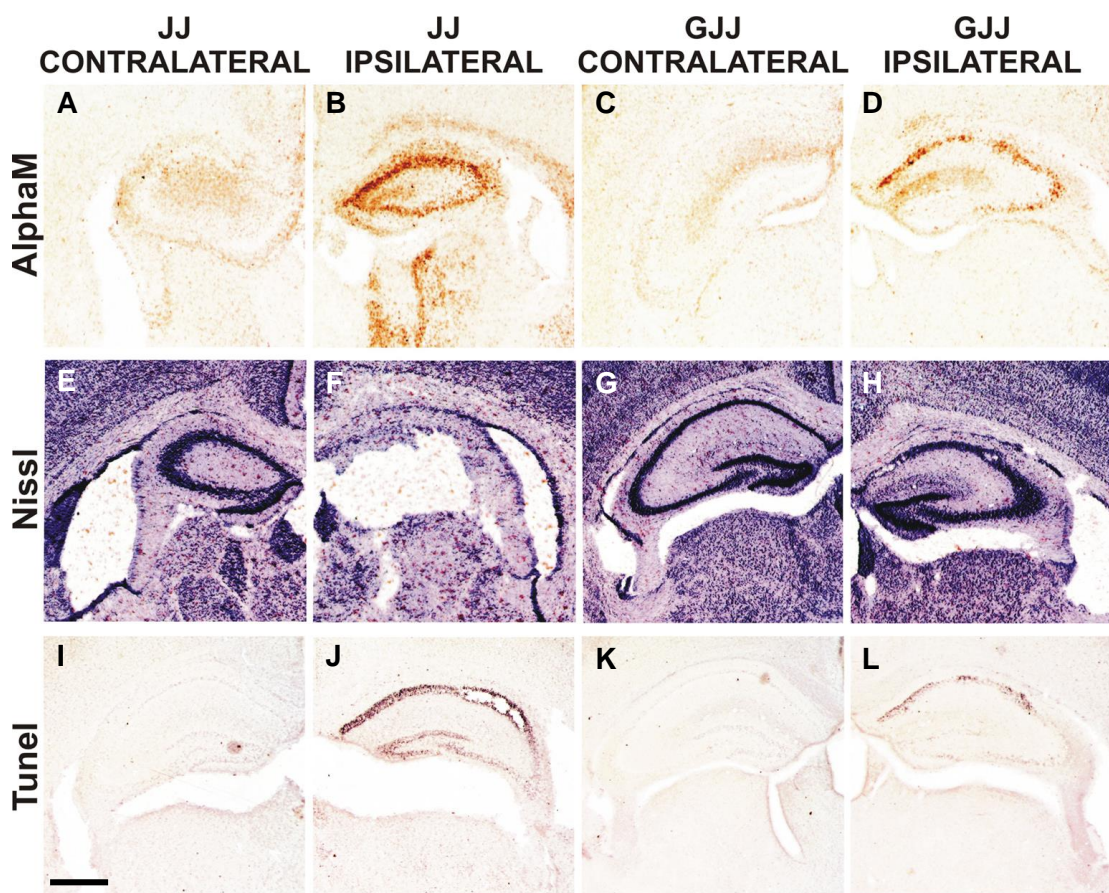 JJ
CONTRALATERAL
JJ
IPSILATERAL
GJJ
CONTRALATERAL
GJJ
IPSILATERAL
AlphaM
A
B
C
D
Nissl
E
F
G
H
Tunel
I
J
K
L